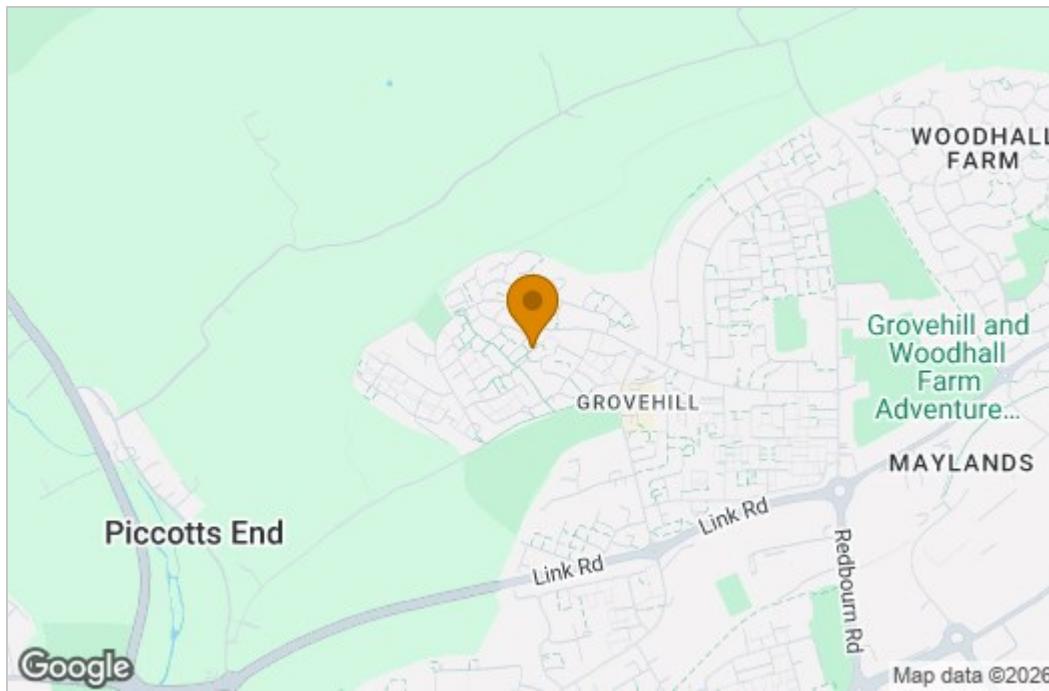 WOODHALL
FARM
Grovehill and
Woodhall
Farm
Adventure...
GROVEHILL
MAYLANDS
Link Rd
Piccotts End
Link Rd
Redbourn Rd
Google
Map data ©2026